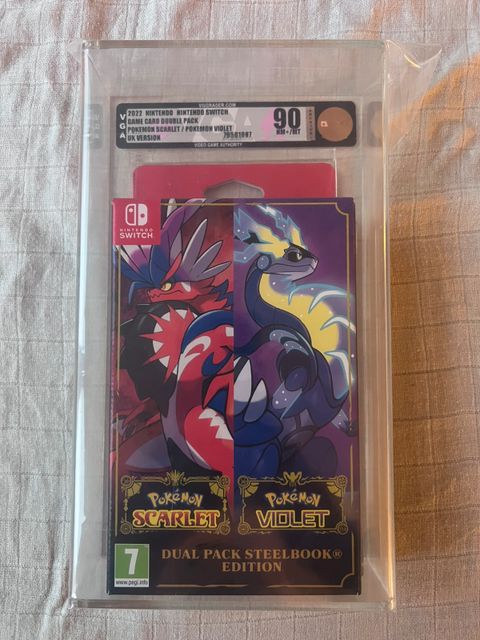 VGGRADER.COM
VGA
2022 NINTENDO NINTENDO SWITCH
GAME CARD DOUBLE PACK
POKEMON SCARLET / POKEMON VIOLET
UK VERSION
90
NM+/MT
VIDEO GAME AUTHORITY
NINTENDO
SWITCH
POKéMON
SCARLET
POKéMON
VIOLET
DUAL PACK STEELBOOK®
EDITION
7
www.pegi.info